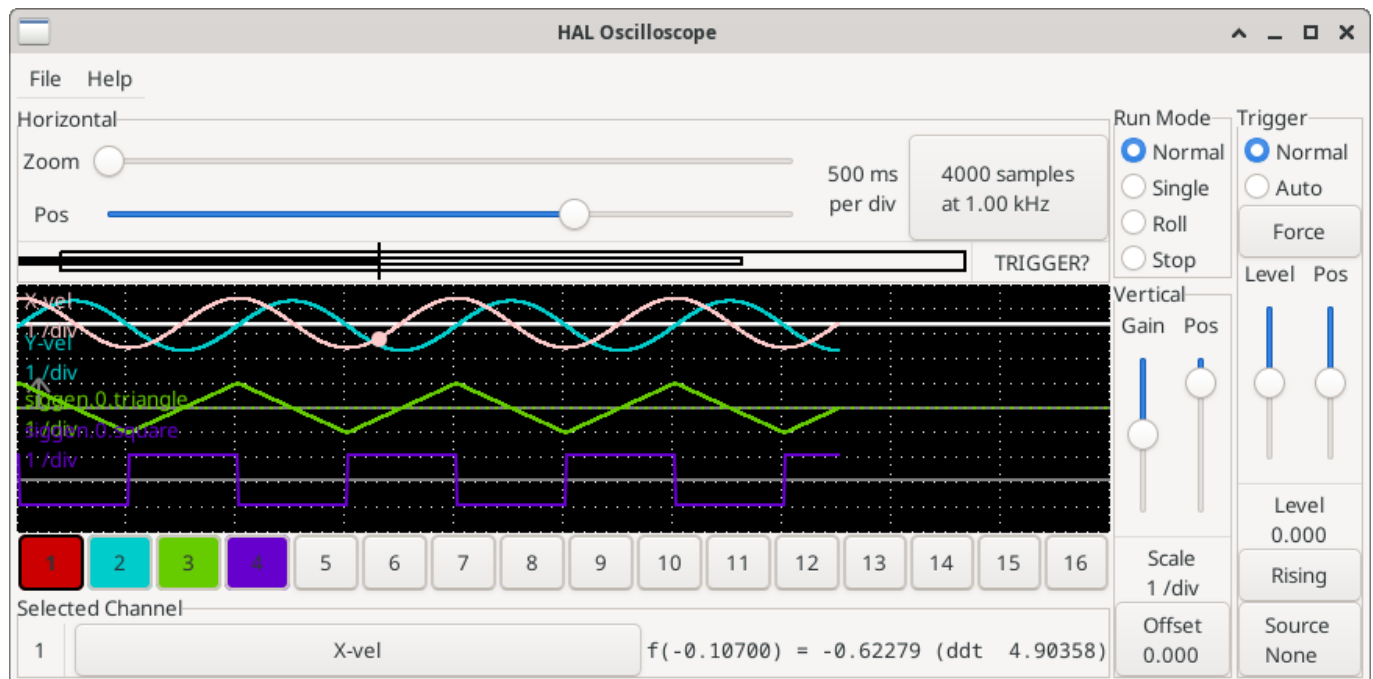 HAL Oscilloscope
File Help
Horizontal
Zoom
Pos
500 ms
per div
4000 samples
at 1.00 kHz
TRIGGER?
X-vel
1 /div
Y-vel
1 /div
siggen.0.triangle
1 /div
siggen.0.square
1 /div
1 2 3 4 5 6 7 8 9 10 11 12 13 14 15 16
Selected Channel
1 X-vel f(-0.10700) = -0.62279 (ddt 4.90358)
Run Mode
Normal
Single
Roll
Stop
Vertical
Gain Pos
Scale
1 /div
Offset
0.000
Trigger
Normal
Auto
Force
Level Pos
Level
0.000
Rising
Source
None